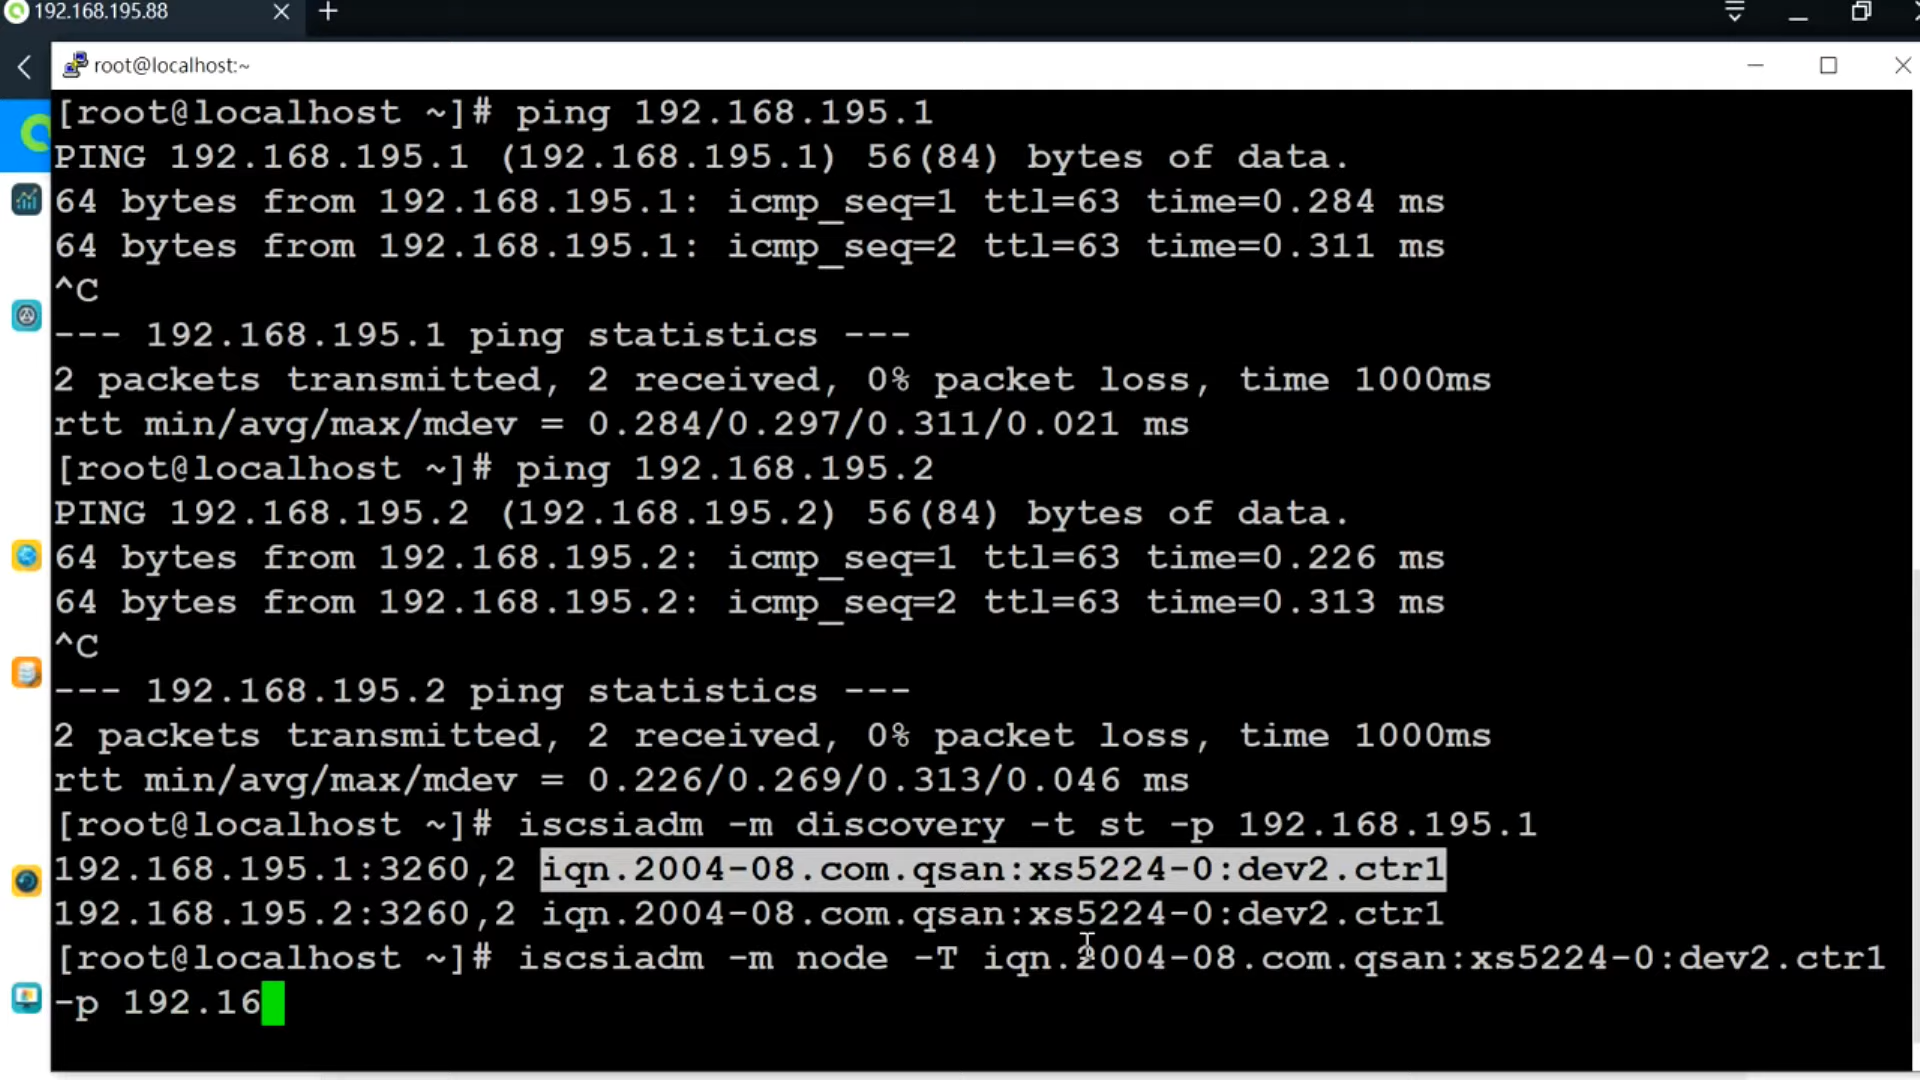 192.168.195.88
root@localhost:~
[root@localhost ~]# ping 192.168.195.1
PING 192.168.195.1 (192.168.195.1) 56(84) bytes of data.
64 bytes from 192.168.195.1: icmp_seq=1 ttl=63 time=0.284 ms
64 bytes from 192.168.195.1: icmp_seq=2 ttl=63 time=0.311 ms
^C
--- 192.168.195.1 ping statistics ---
2 packets transmitted, 2 received, 0% packet loss, time 1000ms
rtt min/avg/max/mdev = 0.284/0.297/0.311/0.021 ms
[root@localhost ~]# ping 192.168.195.2
PING 192.168.195.2 (192.168.195.2) 56(84) bytes of data.
64 bytes from 192.168.195.2: icmp_seq=1 ttl=63 time=0.226 ms
64 bytes from 192.168.195.2: icmp_seq=2 ttl=63 time=0.313 ms
^C
--- 192.168.195.2 ping statistics ---
2 packets transmitted, 2 received, 0% packet loss, time 1000ms
rtt min/avg/max/mdev = 0.226/0.269/0.313/0.046 ms
[root@localhost ~]# iscsiadm -m discovery -t st -p 192.168.195.1
192.168.195.1:3260,2 iqn.2004-08.com.qsan:xs5224-0:dev2.ctr1
192.168.195.2:3260,2 iqn.2004-08.com.qsan:xs5224-0:dev2.ctr1
[root@localhost ~]# iscsiadm -m node -T iqn.2004-08.com.qsan:xs5224-0:dev2.ctr1
-p 192.16